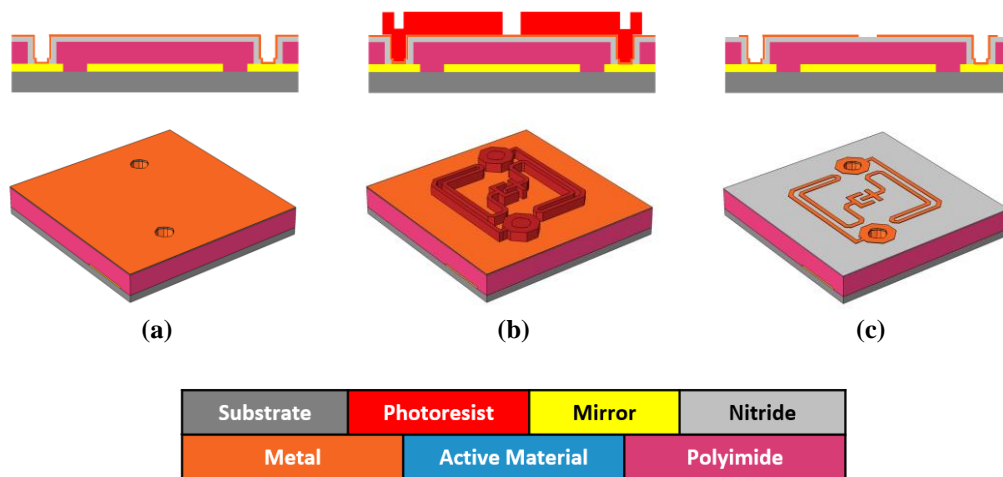 (a) (b) (c)
Substrate Photoresist Mirror Nitride
Metal Active Material Polyimide